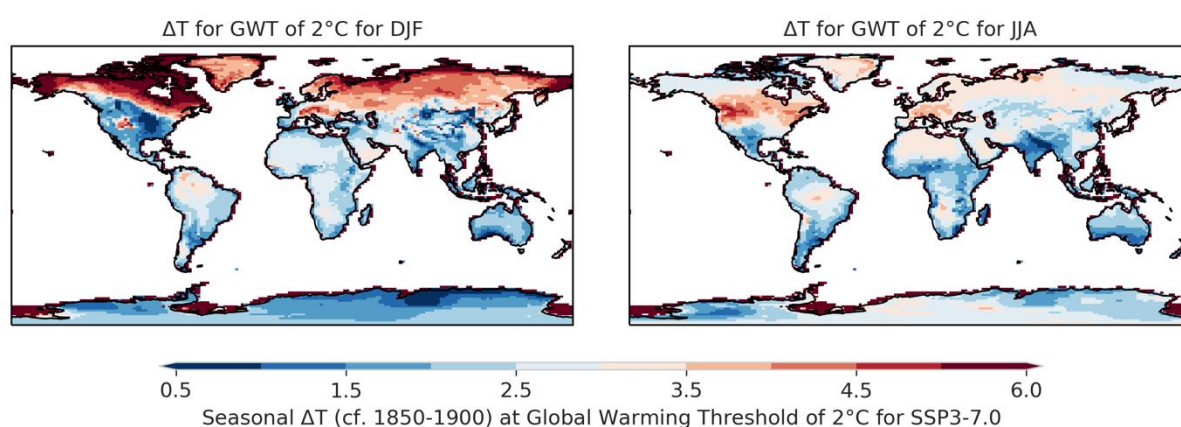 ΔT for GWT of 2°C for DJF
ΔT for GWT of 2°C for JJA
0.5 1.5 2.5 3.5 4.5 6.0
Seasonal ΔT (cf. 1850-1900) at Global Warming Threshold of 2°C for SSP3-7.0